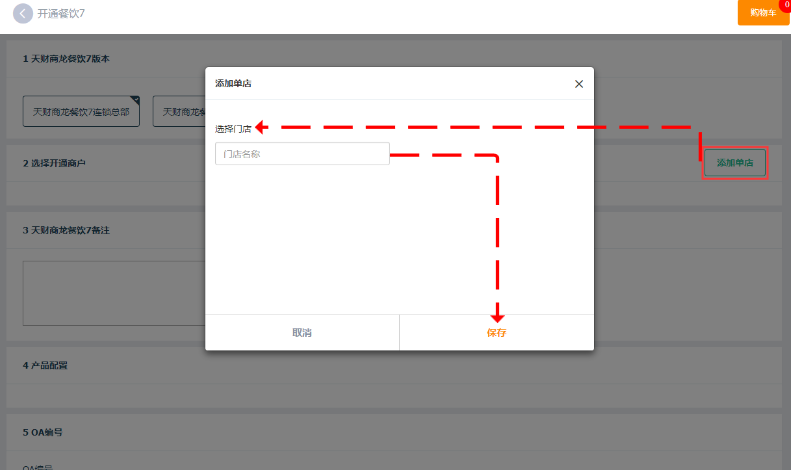 开通餐饮7
购物车
0
1 天财商龙餐饮7版本
天财商龙餐饮7连锁总部
天财商龙餐
2 选择开通商户
添加单店
3 天财商龙餐饮7备注
4 产品配置
5 OA编号
OA编号
添加单店
选择门店
门店名称
取消
保存